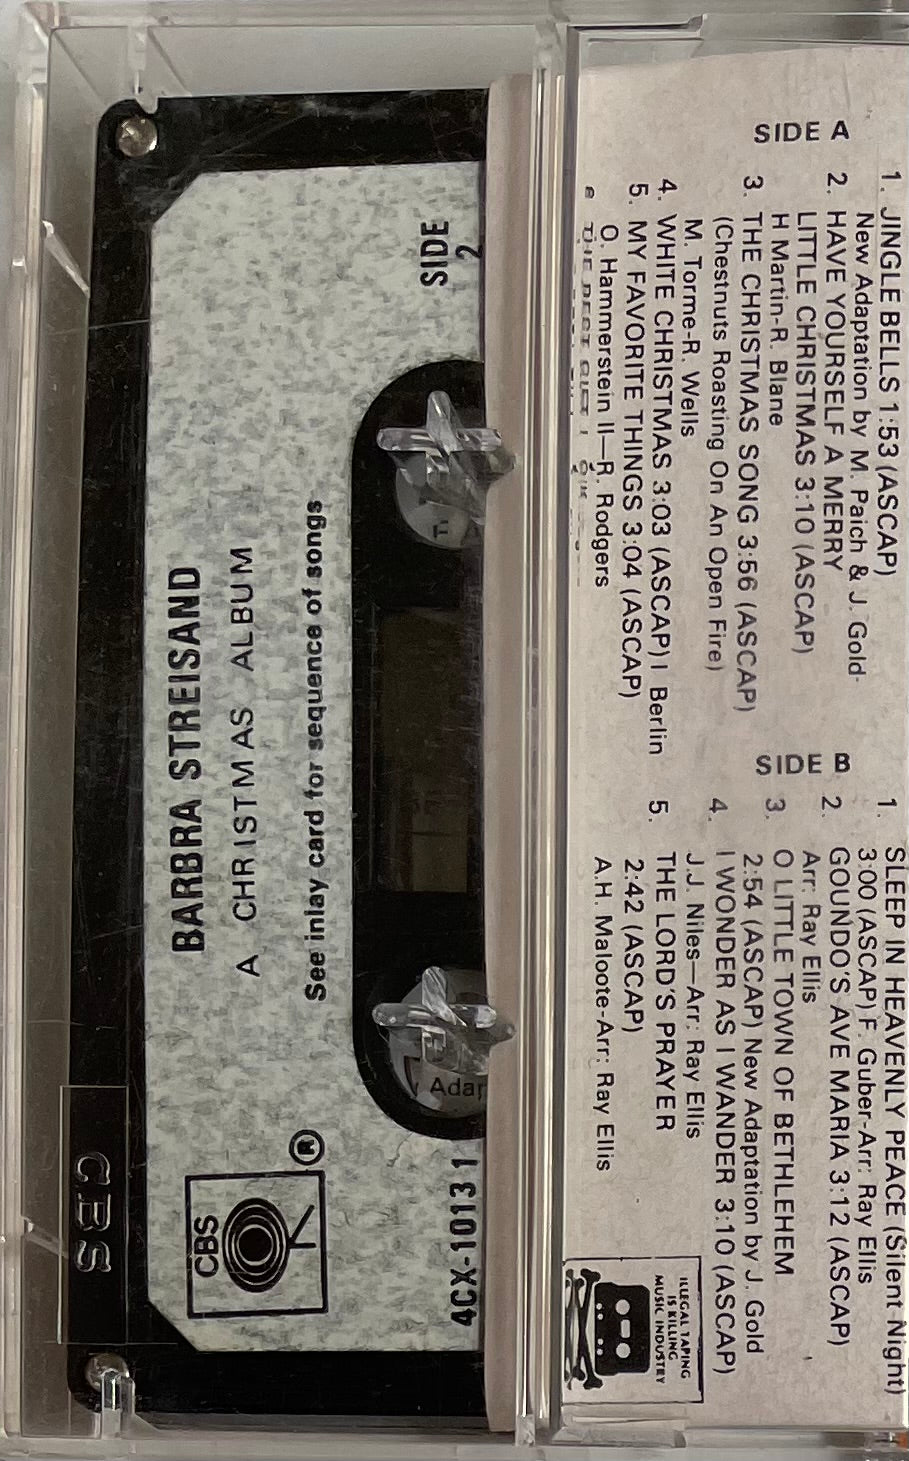 SIDE
2
BARBRA STREISAND
A CHRISTMAS ALBUM
See inlay card for sequence of songs
CBS
®
4CX-10131
CBS
Adap
SIDE A
1. JINGLE BELLS 1:53 (ASCAP)
New Adaptation by M. Paich & J. Gold-
2. HAVE YOURSELF A MERRY
LITTLE CHRISTMAS 3:10 (ASCAP)
H Martin-R. Blane
3. THE CHRISTMAS SONG 3:56 (ASCAP)
(Chestnuts Roasting On An Open Fire)
M. Torme-R. Wells
4. WHITE CHRISTMAS 3:03 (ASCAP) I Berlin
5. MY FAVORITE THINGS 3:04 (ASCAP)
O. Hammerstein II—R. Rodgers
SIDE B
1. SLEEP IN HEAVENLY PEACE (Silent Night)
3:00 (ASCAP) F. Guber-Arr: Ray Ellis
2. GOUNDO'S AVE MARIA 3:12 (ASCAP)
Arr: Ray Ellis
3. O LITTLE TOWN OF BETHLEHEM
2:54 (ASCAP) New Adaptation by J. Gold
4. I WONDER AS I WANDER 3:10 (ASCAP)
J.J. Niles—Arr: Ray Ellis
5. THE LORD'S PRAYER
2:42 (ASCAP)
A.H. Maloote-Arr: Ray Ellis
ILLEGAL TAPING
IS KILLING
MUSIC INDUSTRY